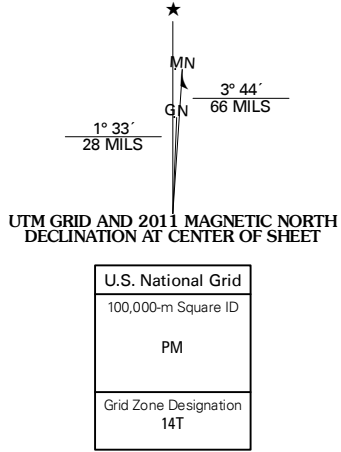 ★
MN
3° 44´
66 MILS
GN
1° 33´
28 MILS
UTM GRID AND 2011 MAGNETIC NORTH
DECLINATION AT CENTER OF SHEET
U.S. National Grid
100,000-m Square ID
PM
Grid Zone Designation
14T